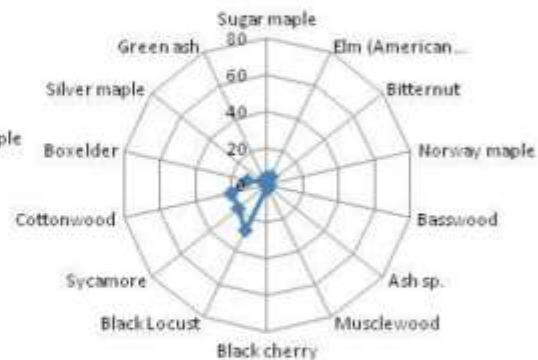 Sugar maple
Green ash
80
Elm (American ...
60
Silver maple
Bitternut
40
ple
Boxelder
20
Norway maple
0
Cottonwood
Basswood
Sycamore
Ash sp.
Black Locust
Musclewood
Black cherry